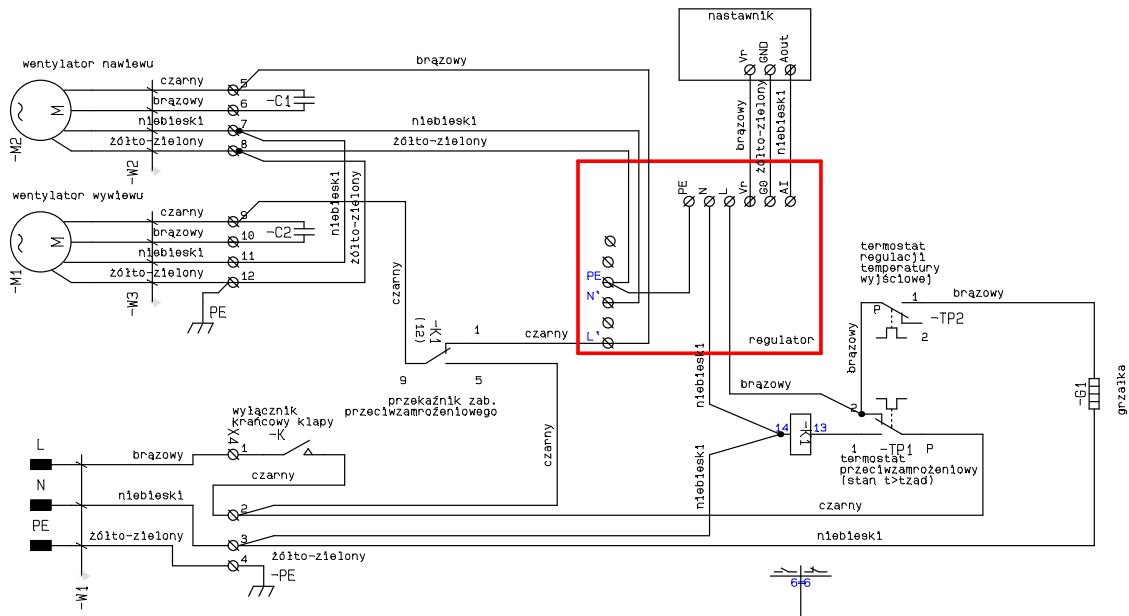 nastawnik
Vr
GND
Aout
brązowy
żółto-zielony
niebieski
wentylator nawiewu
M
-M2
czarny
brązowy
niebieski
żółto-zielony
-W2
5
6
7
8
-C1
brązowy
niebieski
żółto-zielony
niebieski
żółto-zielony
wentylator wywiewu
M
-M1
czarny
brązowy
niebieski
żółto-zielony
-W3
9
10
11
12
-C2
PE
PE
N
L
Vr
G0
AI
PE
N'
L'
regulator
czarny
-K1
(12)
1
9
5
czarny
przekaźnik zab.
przeciwzamrożeniowego
termostat
regulacji
temperatury
wyjściowej
P
1
2
-TP2
brązowy
brązowy
brązowy
-G1
grzałka
niebieski
niebieski
14
-K1
13
2
1
P
-TP1
termostat
przeciwzamrożeniowy
(stan t>tzad)
wyłącznik
krańcowy klapy
-K
X4
1
2
3
4
czarny
czarny
czarny
L
N
PE
brązowy
niebieski
żółto-zielony
-W1
żółto-zielony
-PE
niebieski
6=6